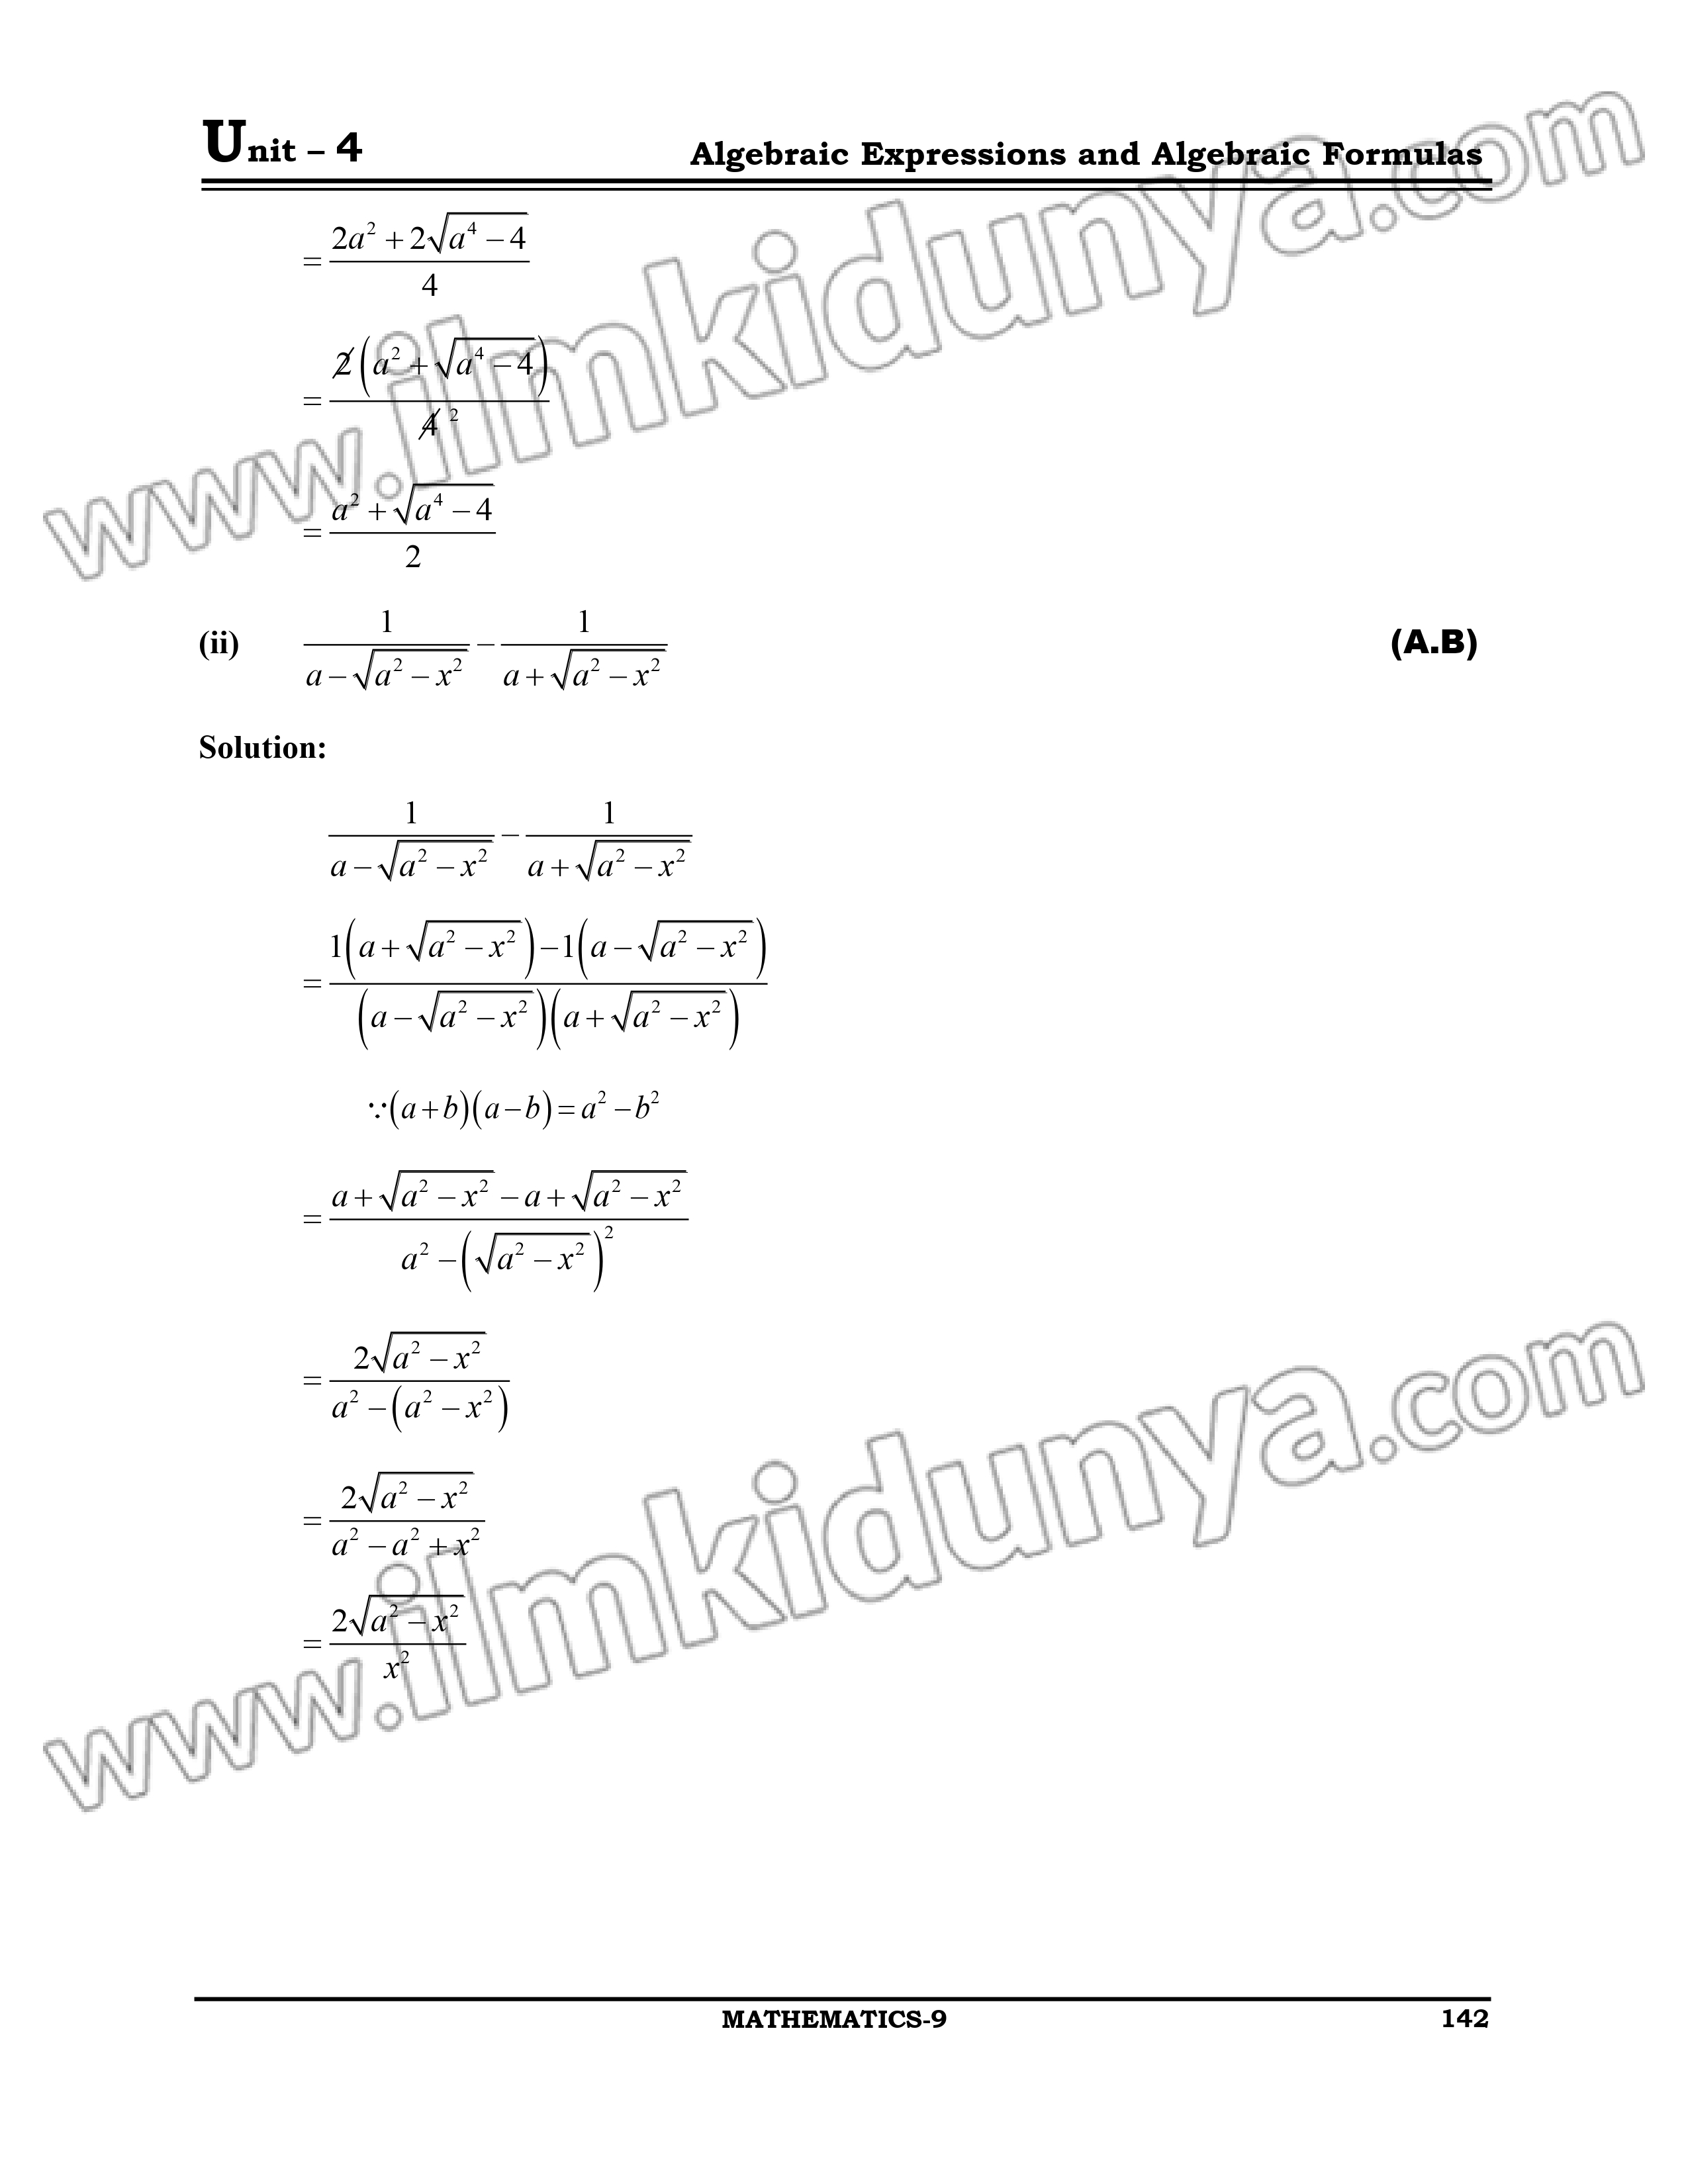 Unit – 4 Algebraic Expressions and Algebraic Formulas
= \frac{2a^2 + 2\sqrt{a^4 - 4}}{4}
= \frac{2\left(a^2 + \sqrt{a^4 - 4}\right)}{4\ ^2}
= \frac{a^2 + \sqrt{a^4 - 4}}{2}
(ii) \frac{1}{a - \sqrt{a^2 - x^2}} - \frac{1}{a + \sqrt{a^2 - x^2}} (A.B)
Solution:
\frac{1}{a - \sqrt{a^2 - x^2}} - \frac{1}{a + \sqrt{a^2 - x^2}}
= \frac{1\left(a + \sqrt{a^2 - x^2}\right) - 1\left(a - \sqrt{a^2 - x^2}\right)}{\left(a - \sqrt{a^2 - x^2}\right)\left(a + \sqrt{a^2 - x^2}\right)}
∵ (a + b)(a − b) = a^2 − b^2
= \frac{a + \sqrt{a^2 - x^2} - a + \sqrt{a^2 - x^2}}{a^2 - \left(\sqrt{a^2 - x^2}\right)^2}
= \frac{2\sqrt{a^2 - x^2}}{a^2 - \left(a^2 - x^2\right)}
= \frac{2\sqrt{a^2 - x^2}}{a^2 - a^2 + x^2}
= \frac{2\sqrt{a^2 - x^2}}{x^2}
MATHEMATICS-9 142
www.ilmkidunya.com
www.ilmkidunya.com